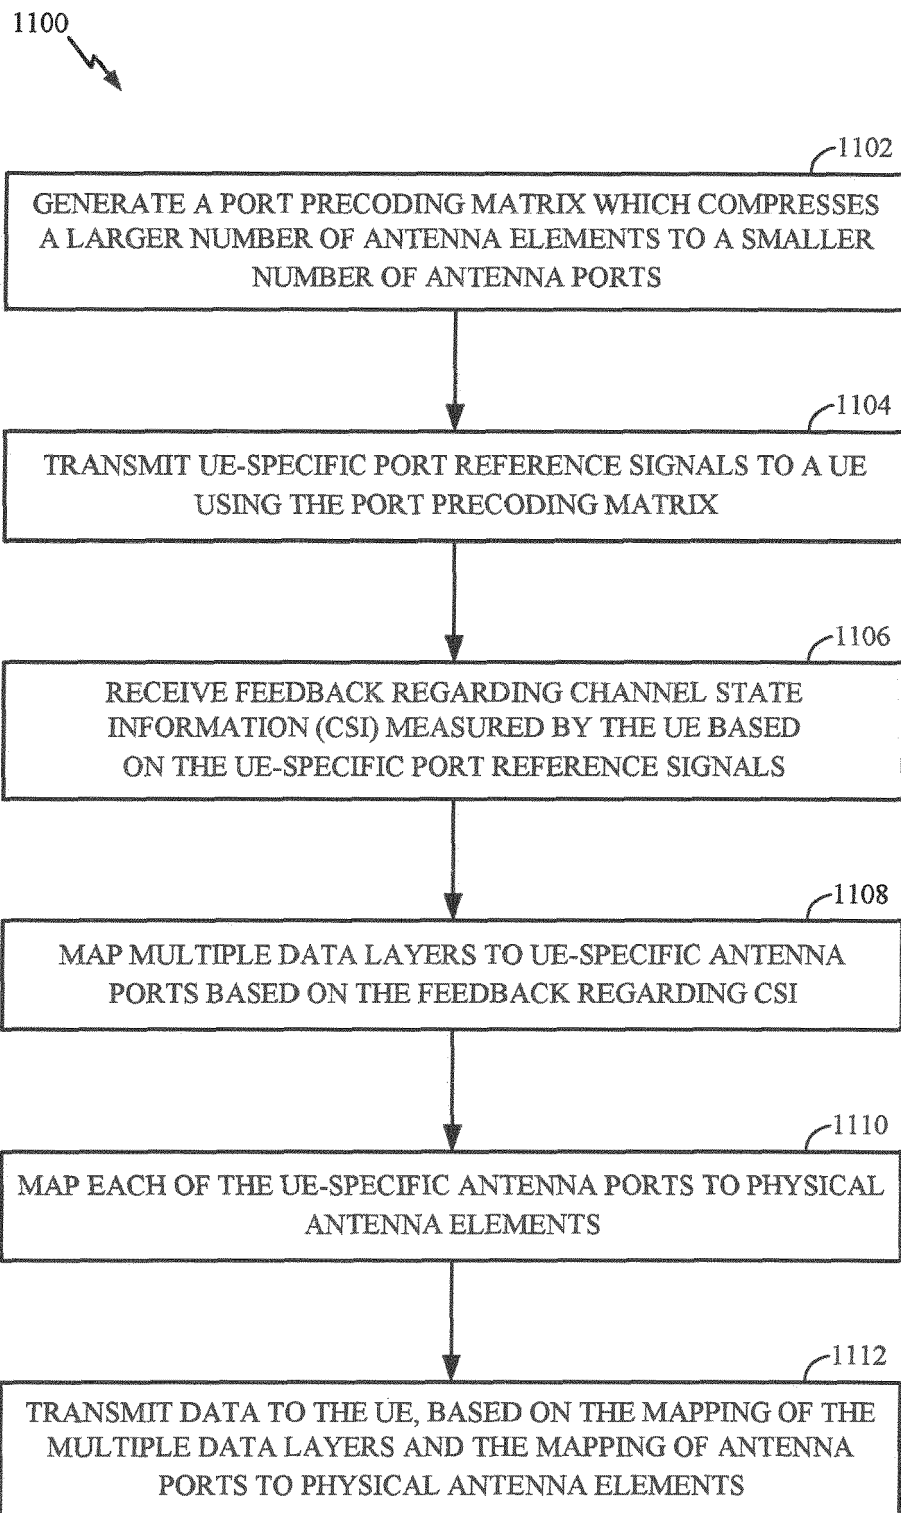 1100
1102
GENERATE A PORT PRECODING MATRIX WHICH COMPRESSES
A LARGER NUMBER OF ANTENNA ELEMENTS TO A SMALLER
NUMBER OF ANTENNA PORTS
1104
TRANSMIT UE-SPECIFIC PORT REFERENCE SIGNALS TO A UE
USING THE PORT PRECODING MATRIX
1106
RECEIVE FEEDBACK REGARDING CHANNEL STATE
INFORMATION (CSI) MEASURED BY THE UE BASED
ON THE UE-SPECIFIC PORT REFERENCE SIGNALS
1108
MAP MULTIPLE DATA LAYERS TO UE-SPECIFIC ANTENNA
PORTS BASED ON THE FEEDBACK REGARDING CSI
1110
MAP EACH OF THE UE-SPECIFIC ANTENNA PORTS TO PHYSICAL
ANTENNA ELEMENTS
1112
TRANSMIT DATA TO THE UE, BASED ON THE MAPPING OF THE
MULTIPLE DATA LAYERS AND THE MAPPING OF ANTENNA
PORTS TO PHYSICAL ANTENNA ELEMENTS